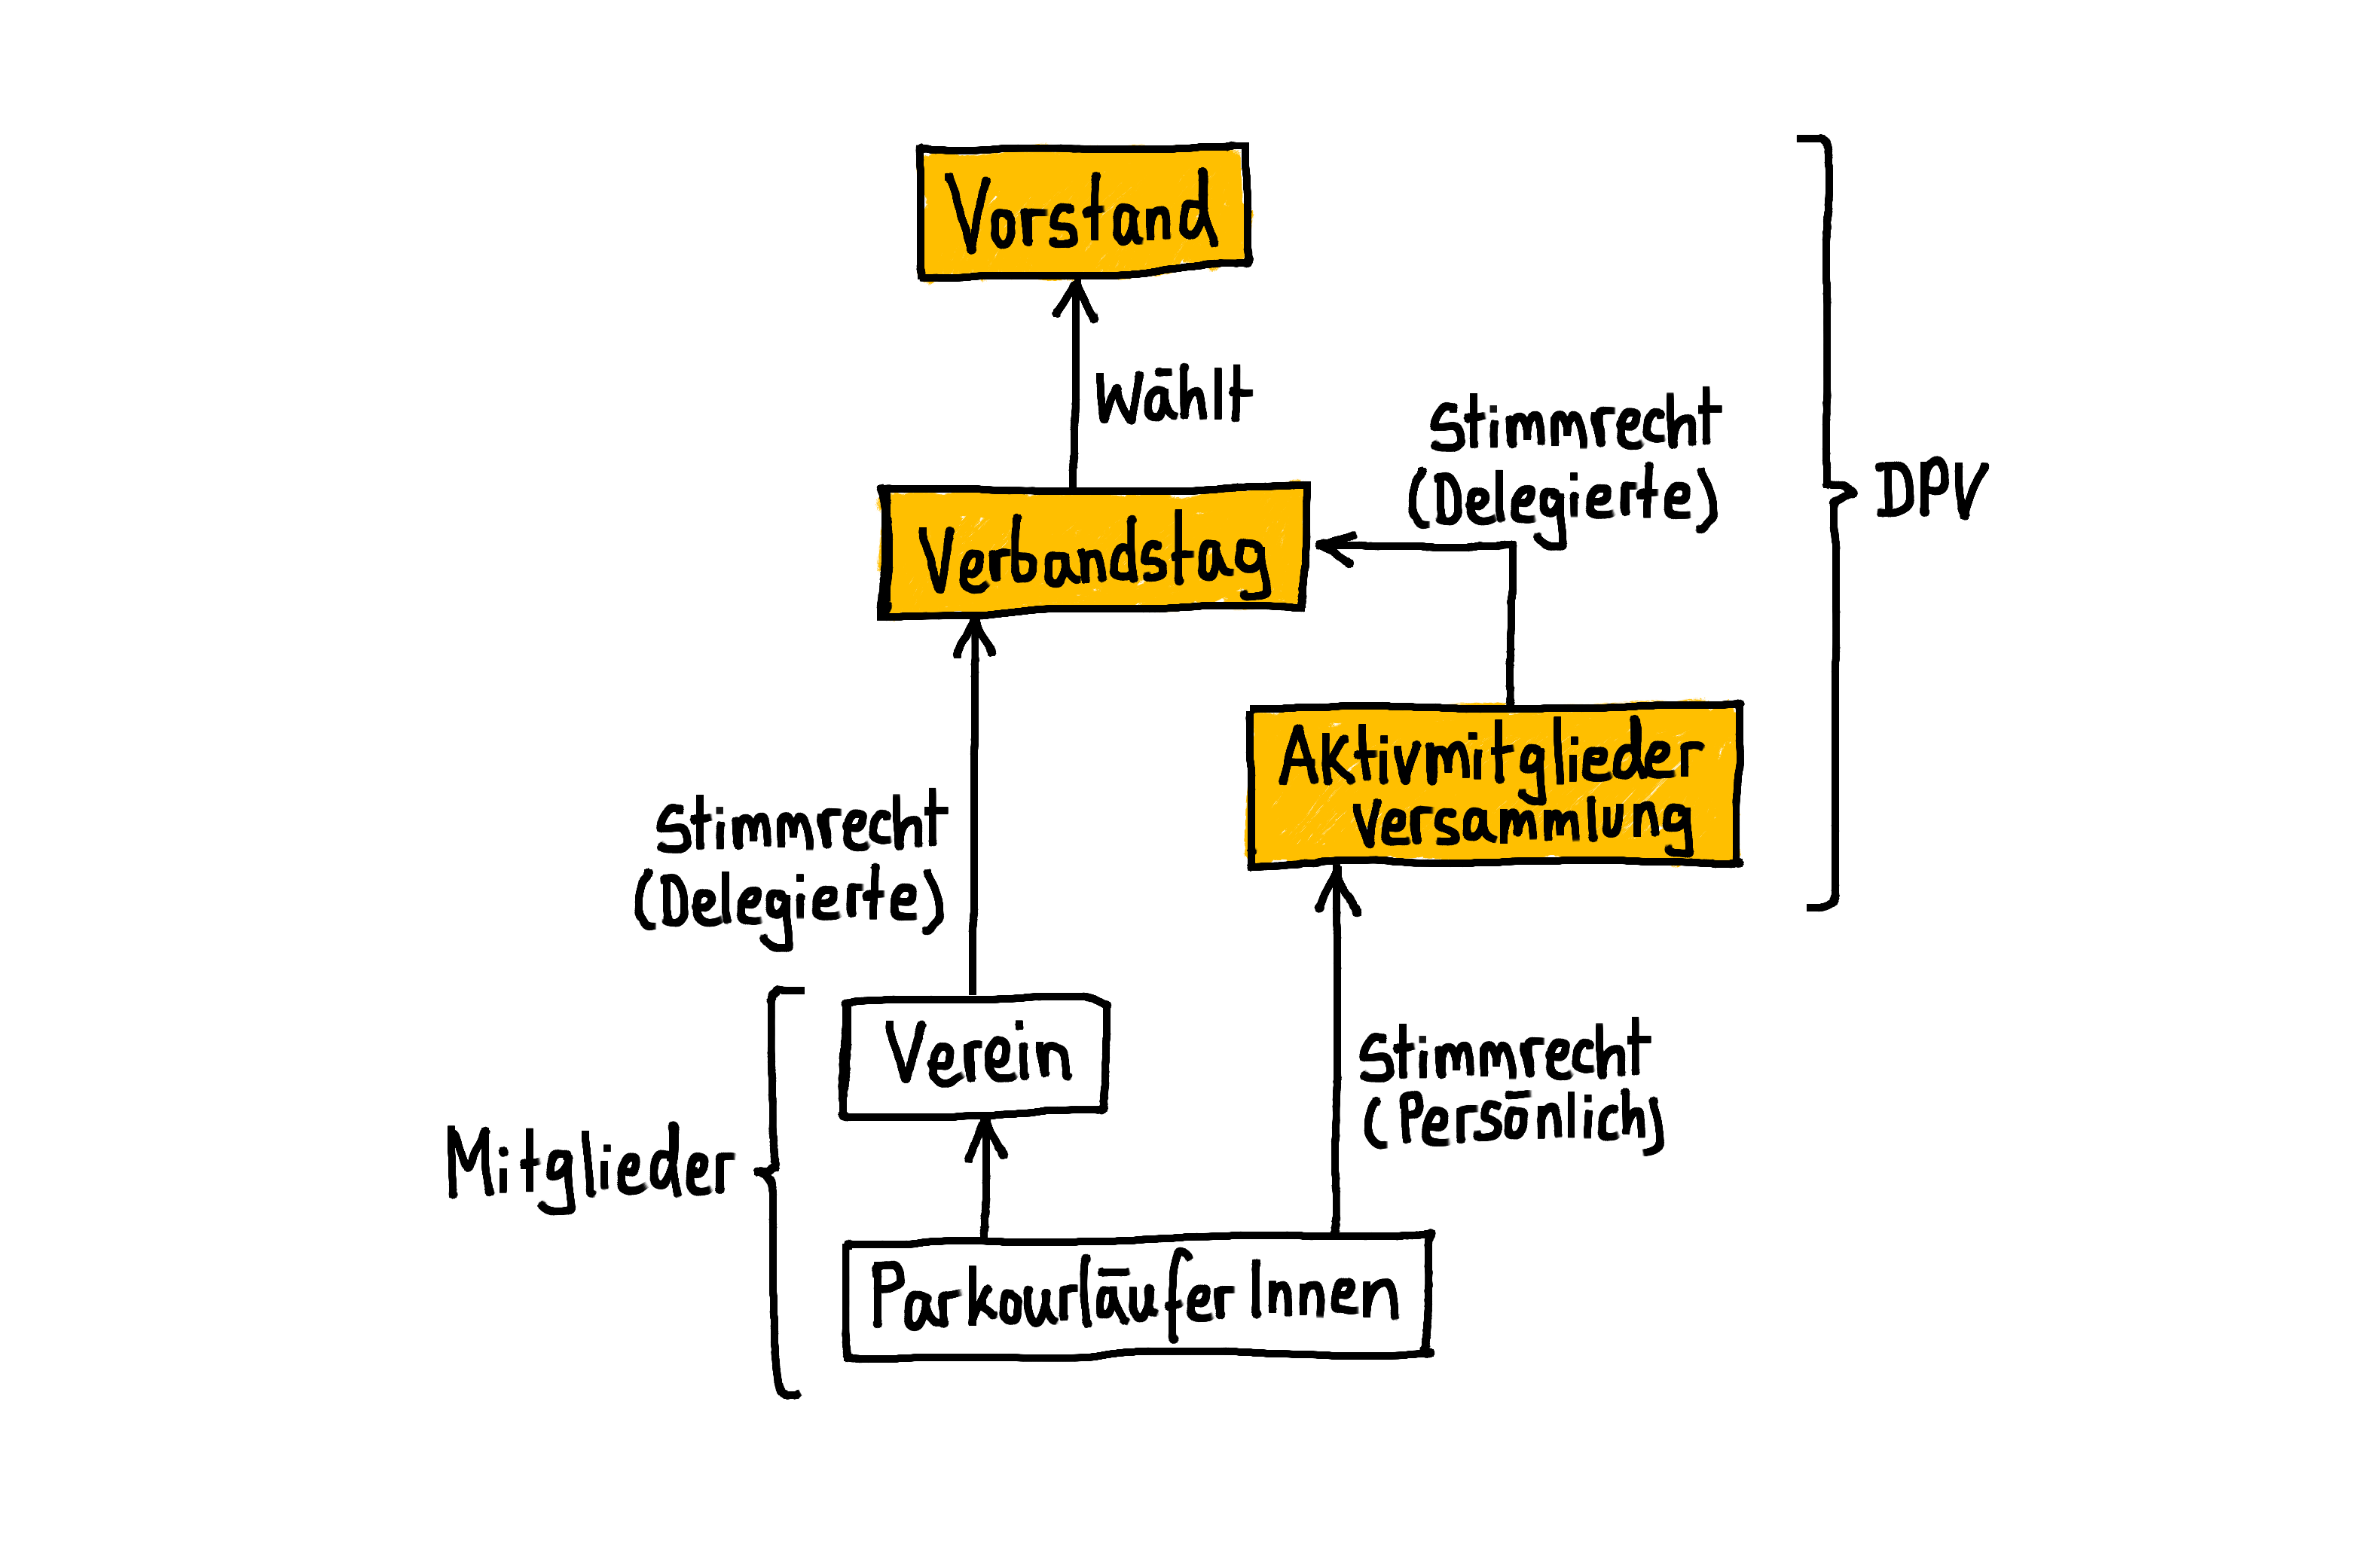 Vorstand
Wählt
Stimmrecht
(Delegierte)
DPV
Verbandstag
Aktivmitglieder
Versammlung
Stimmrecht
(Delegierte)
Verein
Stimmrecht
(Persönlich)
Mitglieder
ParkourläuferInnen